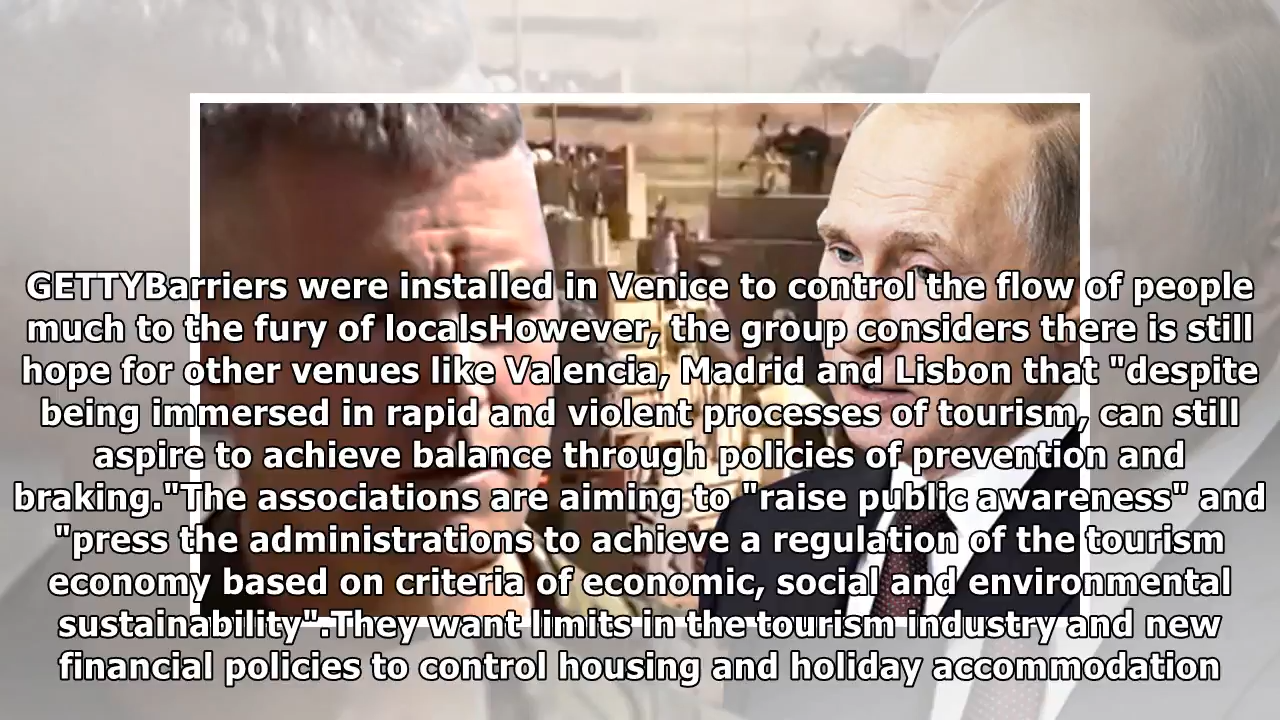 GETTYBarriers were installed in Venice to control the flow of people
much to the fury of localsHowever, the group considers there is still
hope for other venues like Valencia, Madrid and Lisbon that "despite
being immersed in rapid and violent processes of tourism, can still
aspire to achieve balance through policies of prevention and
braking."The associations are aiming to "raise public awareness" and
"press the administrations to achieve a regulation of the tourism
economy based on criteria of economic, social and environmental
sustainability".They want limits in the tourism industry and new
financial policies to control housing and holiday accommodation